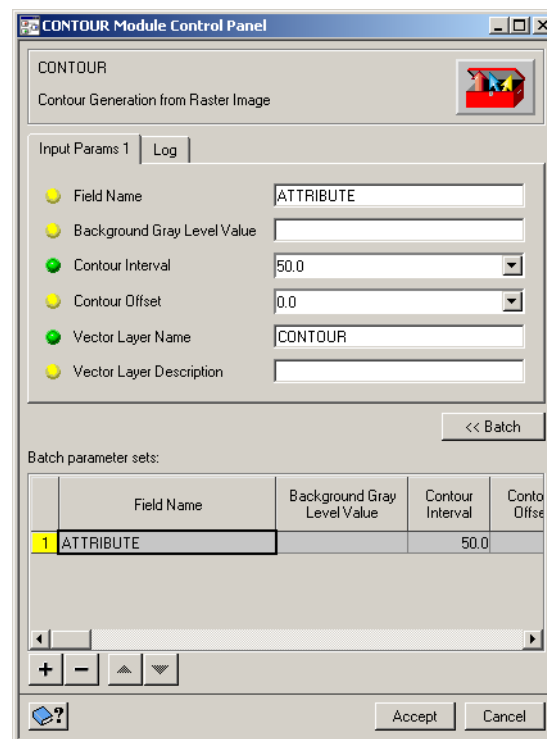 CONTOUR Module Control Panel
CONTOUR
Contour Generation from Raster Image
Input Params 1 Log
Field Name ATTRIBUTE
Background Gray Level Value
Contour Interval 50.0
Contour Offset 0.0
Vector Layer Name CONTOUR
Vector Layer Description
<< Batch
Batch parameter sets:
Field Name Background Gray Level Value Contour Interval Conto Offse
1 ATTRIBUTE 50.0
+ −
? Accept Cancel